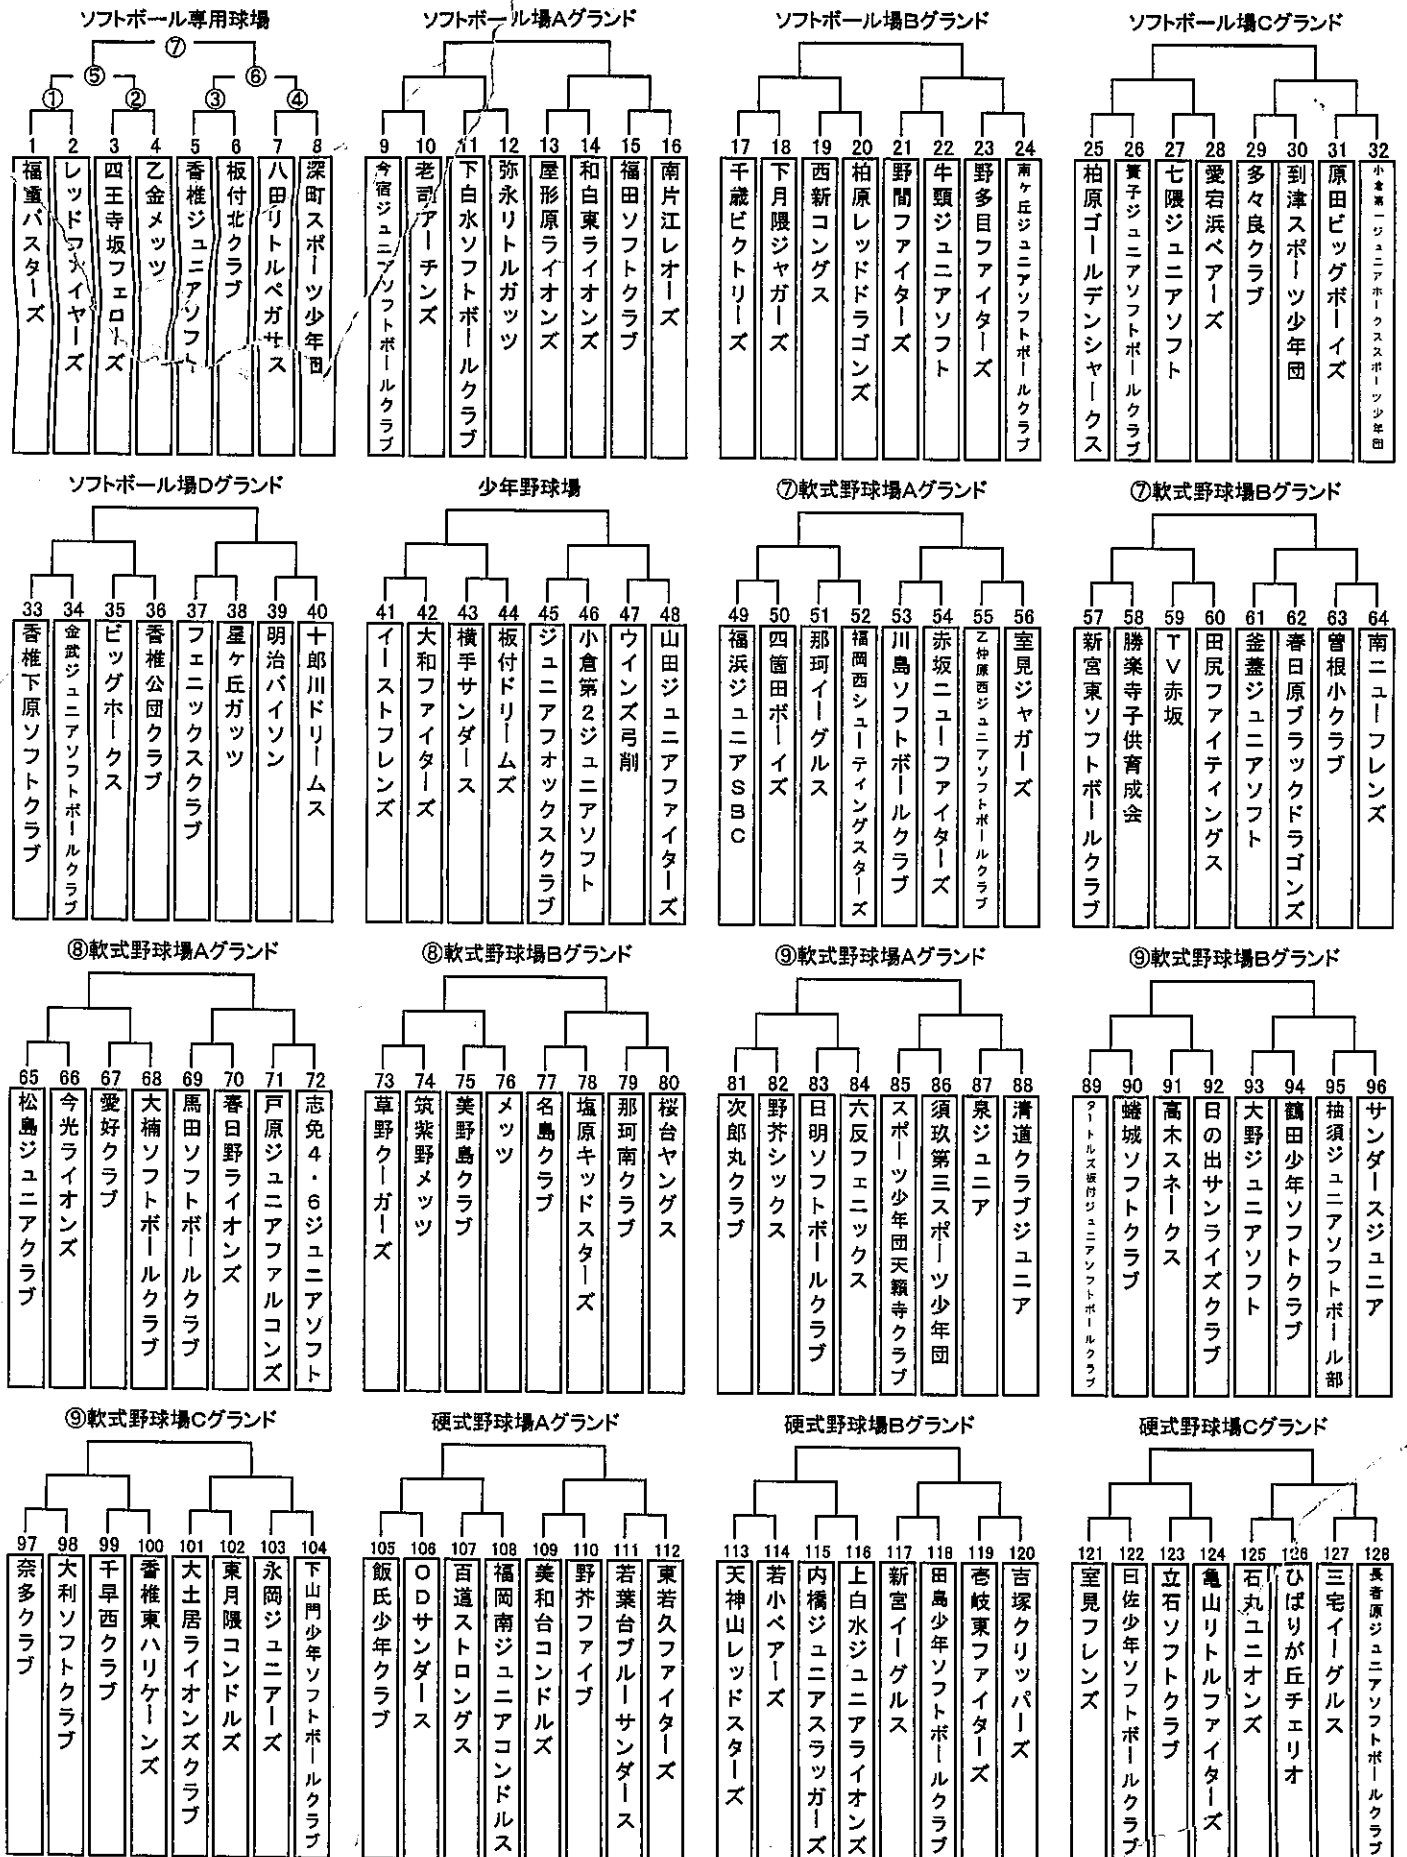 ソフトボール専用球場
⑦
⑤
⑥
①
②
③
④
1 福重バスターズ
2 レッドファイヤーズ
3 四王寺坂フェローズ
4 乙金メッツ
5 香椎ジュニアソフト
6 板付北クラブ
7 八田リトルペガサス
8 深町スポーツ少年団
ソフトボール場Aグランド
9 今宿ジュニアソフトボールクラブ
10 老司アーチンズ
11 下白水ソフトボールクラブ
12 弥永リトルガッツ
13 屋形原ライオンズ
14 和白東ライオンズ
15 福田ソフトクラブ
16 南片江レオーズ
ソフトボール場Bグランド
17 千歳ビクトリーズ
18 下月隈ジャガーズ
19 西新コングス
20 柏原レッドドラゴンズ
21 野間ファイターズ
22 牛頸ジュニアソフト
23 野多目ファイターズ
24 南ヶ丘ジュニアソフトボールクラブ
ソフトボール場Cグランド
25 柏原ゴールデンシャークス
26 簀子ジュニアソフトボールクラブ
27 七隈ジュニアソフト
28 愛宕浜ベアーズ
29 多々良クラブ
30 到津スポーツ少年団
31 原田ビッグボーイズ
32 小倉第一ジュニアホークススポーツ少年団
ソフトボール場Dグランド
33 香椎下原ソフトクラブ
34 金武ジュニアソフトボールクラブ
35 ビッグホークス
36 香椎公団クラブ
37 フェニックスクラブ
38 星ヶ丘ガッツ
39 明治バイソン
40 十郎川ドリームス
少年野球場
41 イーストフレンズ
42 大和ファイターズ
43 横手サンダース
44 板付ドリームズ
45 ジュニアフォックスクラブ
46 小倉第2ジュニアソフト
47 ウインズ弓削
48 山田ジュニアファイターズ
⑦軟式野球場Aグランド
49 福浜ジュニアSBC
50 四箇田ボーイズ
51 那珂イーグルス
52 福岡西シューティングスターズ
53 川島ソフトボールクラブ
54 赤坂ニューファイターズ
55 乙仲原西ジュニアソフトボールクラブ
56 室見ジャガーズ
⑦軟式野球場Bグランド
57 新宮東ソフトボールクラブ
58 勝楽寺子供育成会
59 TV赤坂
60 田尻ファイティングス
61 釜蓋ジュニアソフト
62 春日原ブラックドラゴンズ
63 曽根小クラブ
64 南ニューフレンズ
⑧軟式野球場Aグランド
65 松島ジュニアクラブ
66 今光ライオンズ
67 愛好クラブ
68 大楠ソフトボールクラブ
69 馬田ソフトボールクラブ
70 春日野ライオンズ
71 戸原ジュニアファルコンズ
72 志免4・6ジュニアソフト
⑧軟式野球場Bグランド
73 草野クーガーズ
74 筑紫野メッツ
75 美野島クラブ
76 メッツ
77 名島クラブ
78 塩原キッドスターズ
79 那珂南クラブ
80 桜台ヤングス
⑨軟式野球場Aグランド
81 次郎丸クラブ
82 野芥シックス
83 日明ソフトボールクラブ
84 六反フェニックス
85 スポーツ少年団天籟寺クラブ
86 須玖第三スポーツ少年団
87 泉ジュニア
88 清道クラブジュニア
⑨軟式野球場Bグランド
89 タートルズ板付ジュニアソフトボールクラブ
90 蜷城ソフトクラブ
91 高木スネークス
92 日の出サンライズクラブ
93 大野ジュニアソフト
94 鶴田少年ソフトクラブ
95 柚須ジュニアソフトボール部
96 サンダースジュニア
⑨軟式野球場Cグランド
97 奈多クラブ
98 大利ソフトクラブ
99 千早西クラブ
100 香椎東ハリケーンズ
101 大土居ライオンズクラブ
102 東月隈コンドルズ
103 永岡ジュニアーズ
104 下山門少年ソフトボールクラブ
硬式野球場Aグランド
105 飯氏少年クラブ
106 ODサンダース
107 百道ストロングス
108 福岡南ジュニアコンドルス
109 美和台コンドルズ
110 野芥ファイブ
111 若葉台ブルーサンダース
112 東若久ファイターズ
硬式野球場Bグランド
113 天神山レッドスターズ
114 若小ベアーズ
115 内橋ジュニアスラッガーズ
116 上白水ジュニアライオンズ
117 新宮イーグルス
118 田島少年ソフトボールクラブ
119 壱岐東ファイターズ
120 吉塚クリッパーズ
硬式野球場Cグランド
121 室見フレンズ
122 曰佐少年ソフトボールクラブ
123 立石ソフトクラブ
124 亀山リトルファイターズ
125 石丸ユニオンズ
126 ひばりが丘チェリオ
127 三宅イーグルス
128 長者原ジュニアソフトボールクラブ